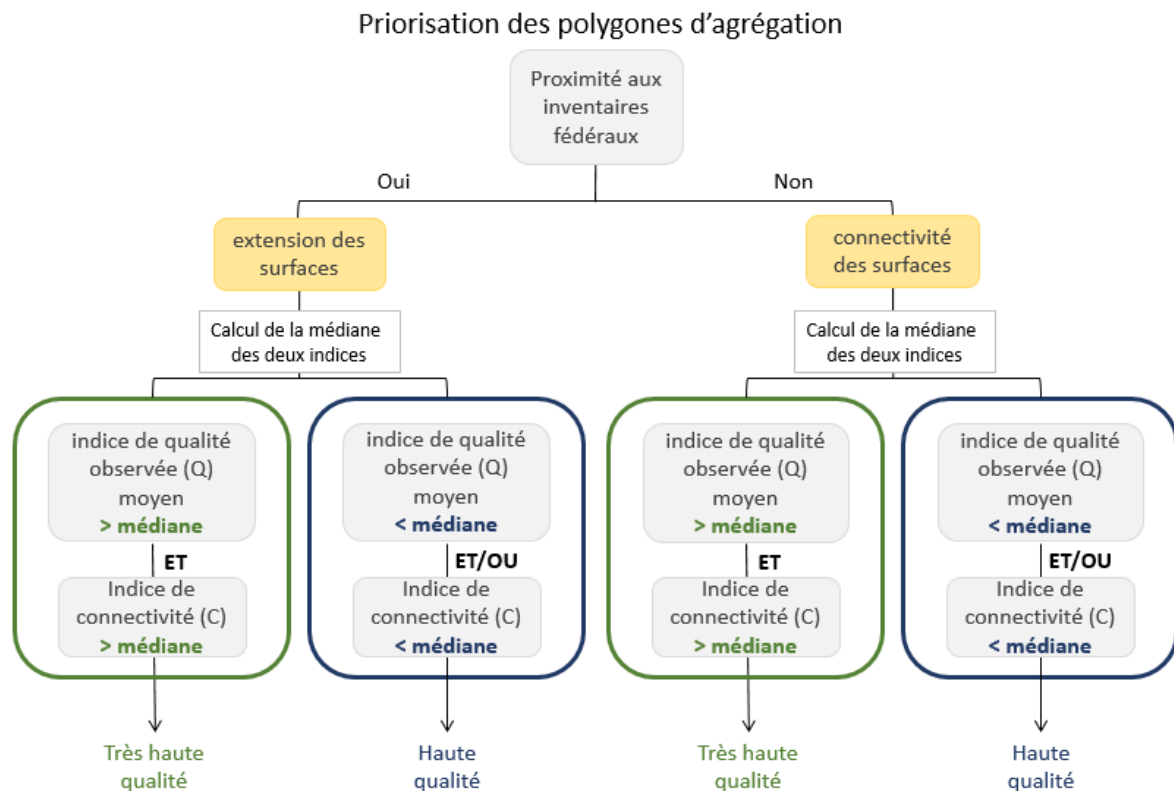 Priorisation des polygones d'agrégation
Proximité aux
inventaires
fédéraux
Oui
Non
extension des
surfaces
connectivité
des surfaces
Calcul de la médiane
des deux indices
Calcul de la médiane
des deux indices
indice de qualité
observée (Q)
moyen
> médiane
ET
Indice de
connectivité (C)
> médiane
indice de qualité
observée (Q)
moyen
< médiane
ET/OU
Indice de
connectivité (C)
< médiane
indice de qualité
observée (Q)
moyen
> médiane
ET
Indice de
connectivité (C)
> médiane
indice de qualité
observée (Q)
moyen
< médiane
ET/OU
Indice de
connectivité (C)
< médiane
Très haute
qualité
Haute
qualité
Très haute
qualité
Haute
qualité